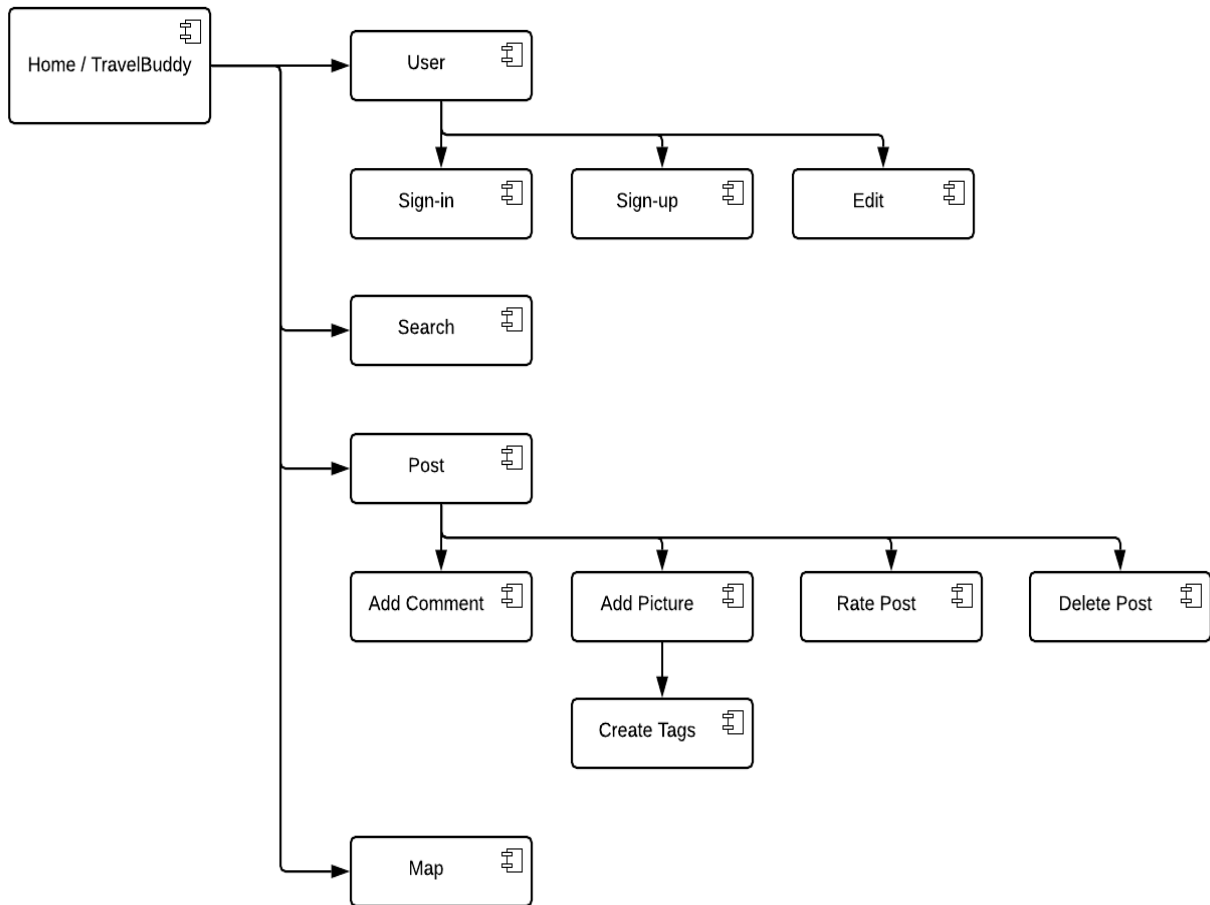 Home / TravelBuddy
User
Sign-in
Sign-up
Edit
Search
Post
Add Comment
Add Picture
Rate Post
Delete Post
Create Tags
Map